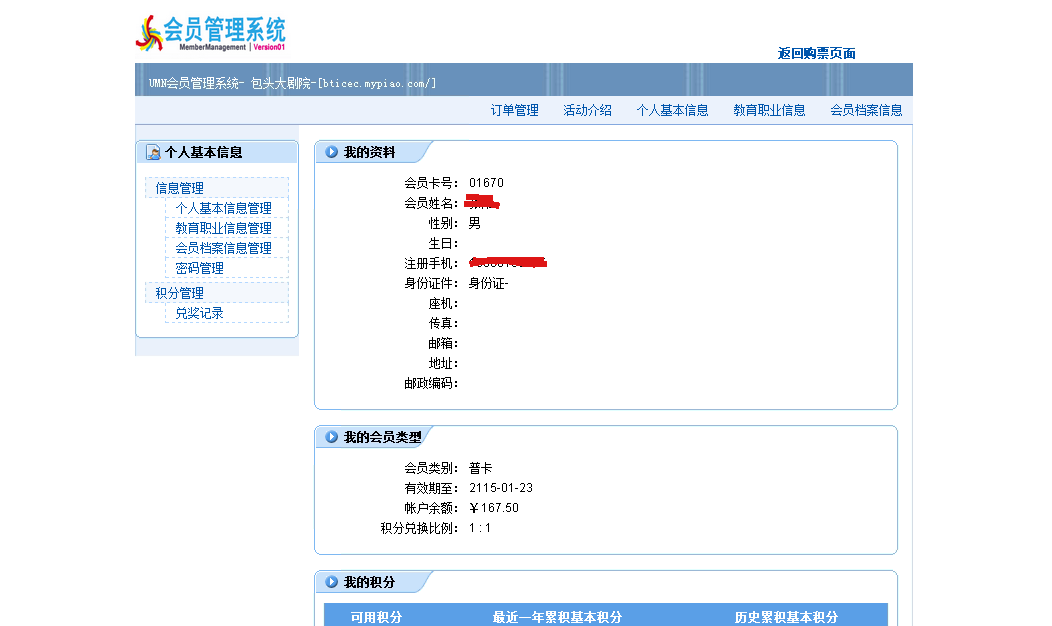 会员管理系统
MemberManagement | Version01
返回购票页面
UMN会员管理系统- 包头大剧院-[bticec.mypiao.com/]
订单管理 活动介绍 个人基本信息 教育职业信息 会员档案信息
个人基本信息
信息管理
个人基本信息管理
教育职业信息管理
会员档案信息管理
密码管理
积分管理
兑奖记录
我的资料
会员卡号： 01670
会员姓名：
性别： 男
生日：
注册手机：
身份证件： 身份证-
座机：
传真：
邮箱：
地址：
邮政编码：
我的会员类型
会员类别： 普卡
有效期至： 2115-01-23
帐户余额： ￥167.50
积分兑换比例： 1 : 1
我的积分
可用积分 最近一年累积基本积分 历史累积基本积分